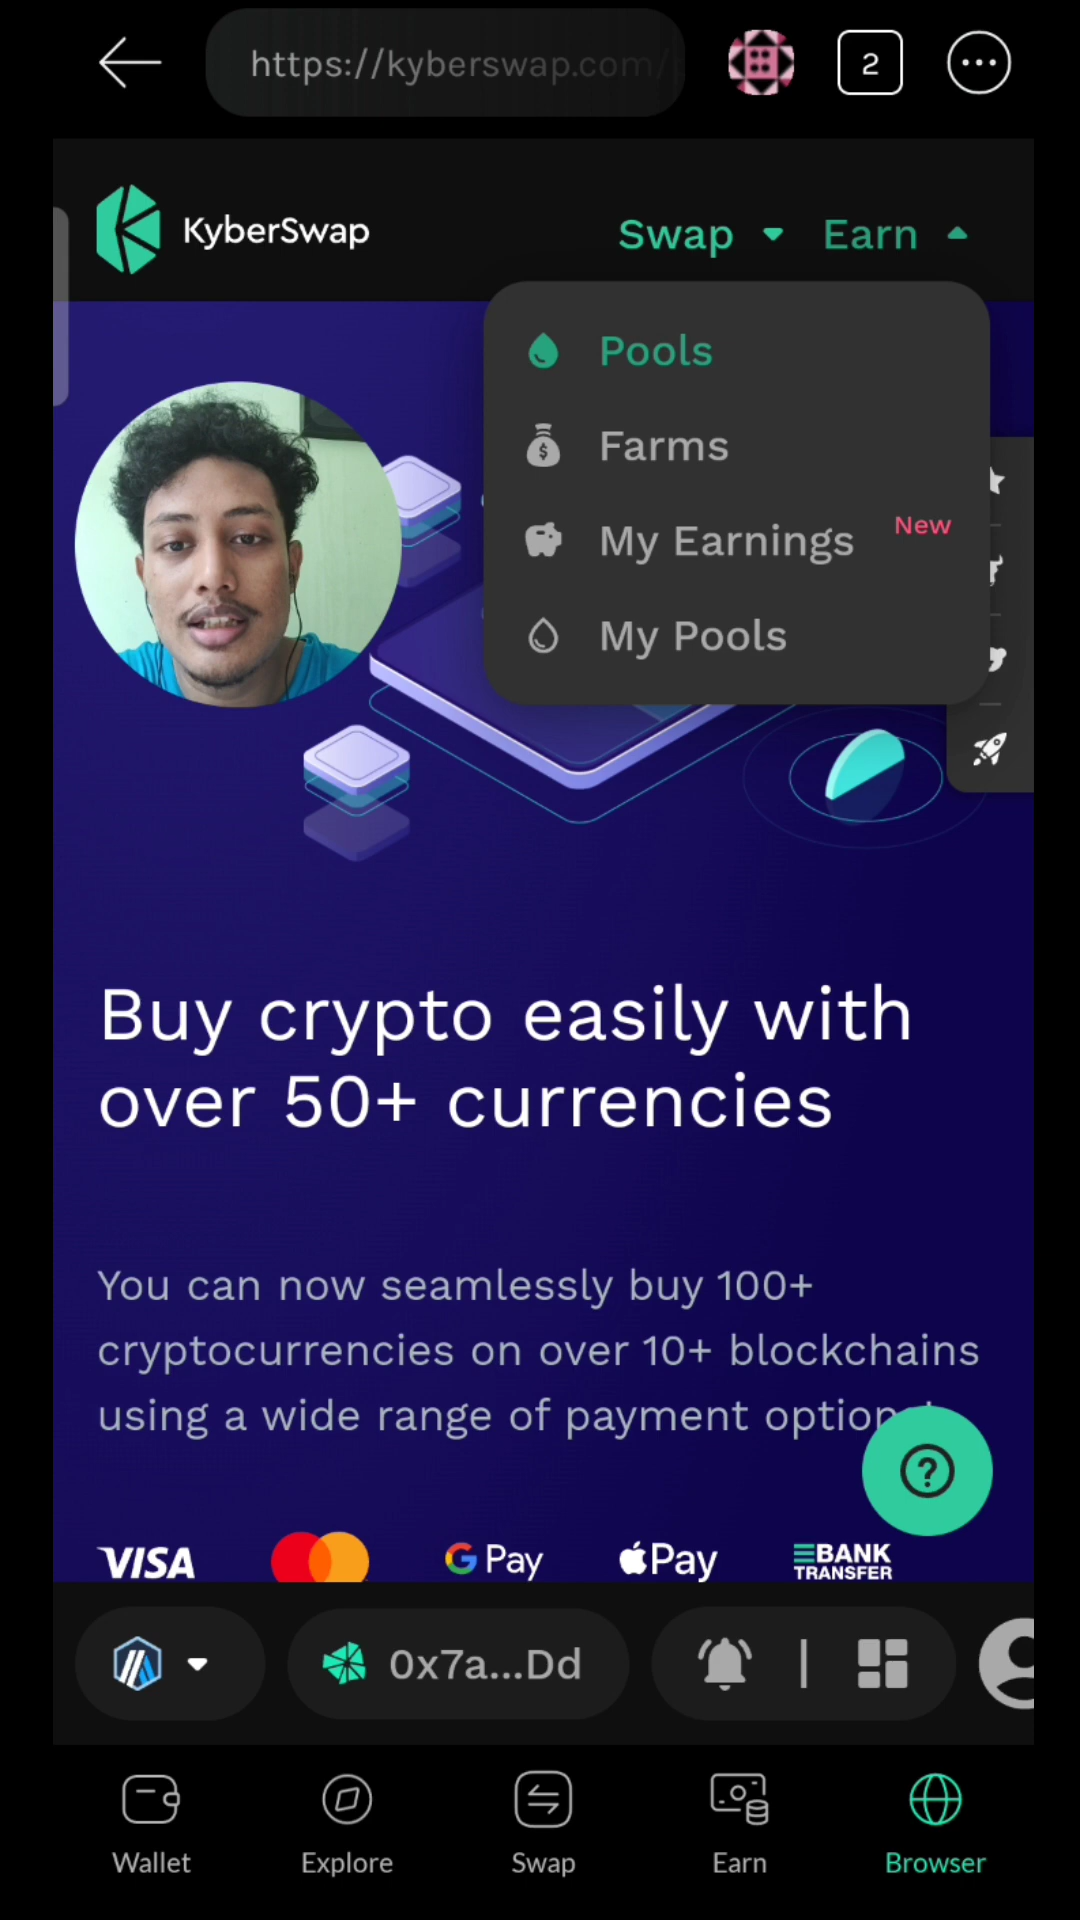 https://kyberswap.com/
2
KyberSwap
Swap
Earn
Pools
Farms
My Earnings
New
My Pools
Buy crypto easily with
over 50+ currencies
You can now seamlessly buy 100+
cryptocurrencies on over 10+ blockchains
using a wide range of payment option
VISA
G Pay
Pay
BANK
TRANSFER
0x7a...Dd
Wallet
Explore
Swap
Earn
Browser